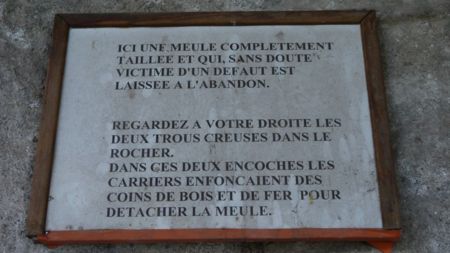 ICI UNE MEULE COMPLETEMENT
TAILLEE ET QUI, SANS DOUTE
VICTIME D'UN DEFAUT EST
LAISSEE A L'ABANDON.
REGARDEZ A VOTRE DROITE LES
DEUX TROUS CREUSES DANS LE
ROCHER.
DANS CES DEUX ENCOCHES LES
CARRIERS ENFONCAIENT DES
COINS DE BOIS ET DE FER POUR
DETACHER LA MEULE.